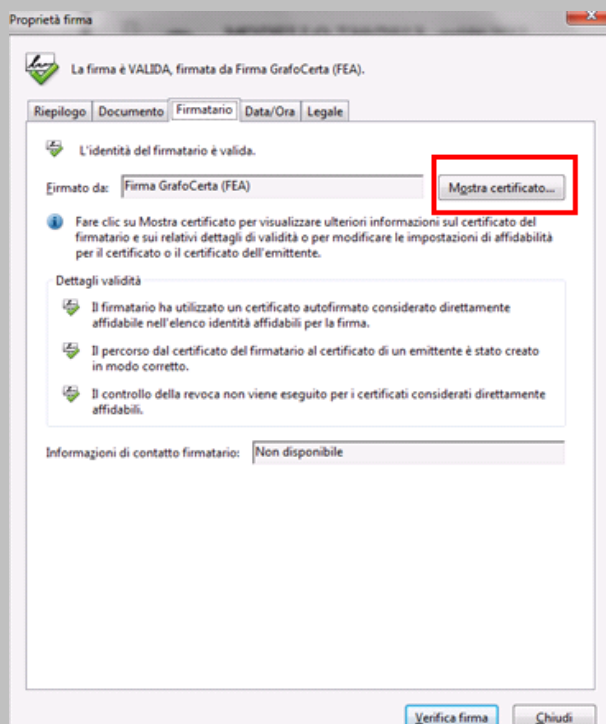 Proprietà firma
La firma è VALIDA, firmata da Firma GrafoCerta (FEA).
Riepilogo Documento Firmatario Data/Ora Legale
L'identità del firmatario è valida.
Firmato da: Firma GrafoCerta (FEA) Mostra certificato...
Fare clic su Mostra certificato per visualizzare ulteriori informazioni sul certificato del
firmatario e sui relativi dettagli di validità o per modificare le impostazioni di affidabilità
per il certificato o il certificato dell'emittente.
Dettagli validità
Il firmatario ha utilizzato un certificato autofirmato considerato direttamente
affidabile nell'elenco identità affidabili per la firma.
Il percorso dal certificato del firmatario al certificato di un emittente è stato creato
in modo corretto.
Il controllo della revoca non viene eseguito per i certificati considerati direttamente
affidabili.
Informazioni di contatto firmatario: Non disponibile
Verifica firma Chiudi